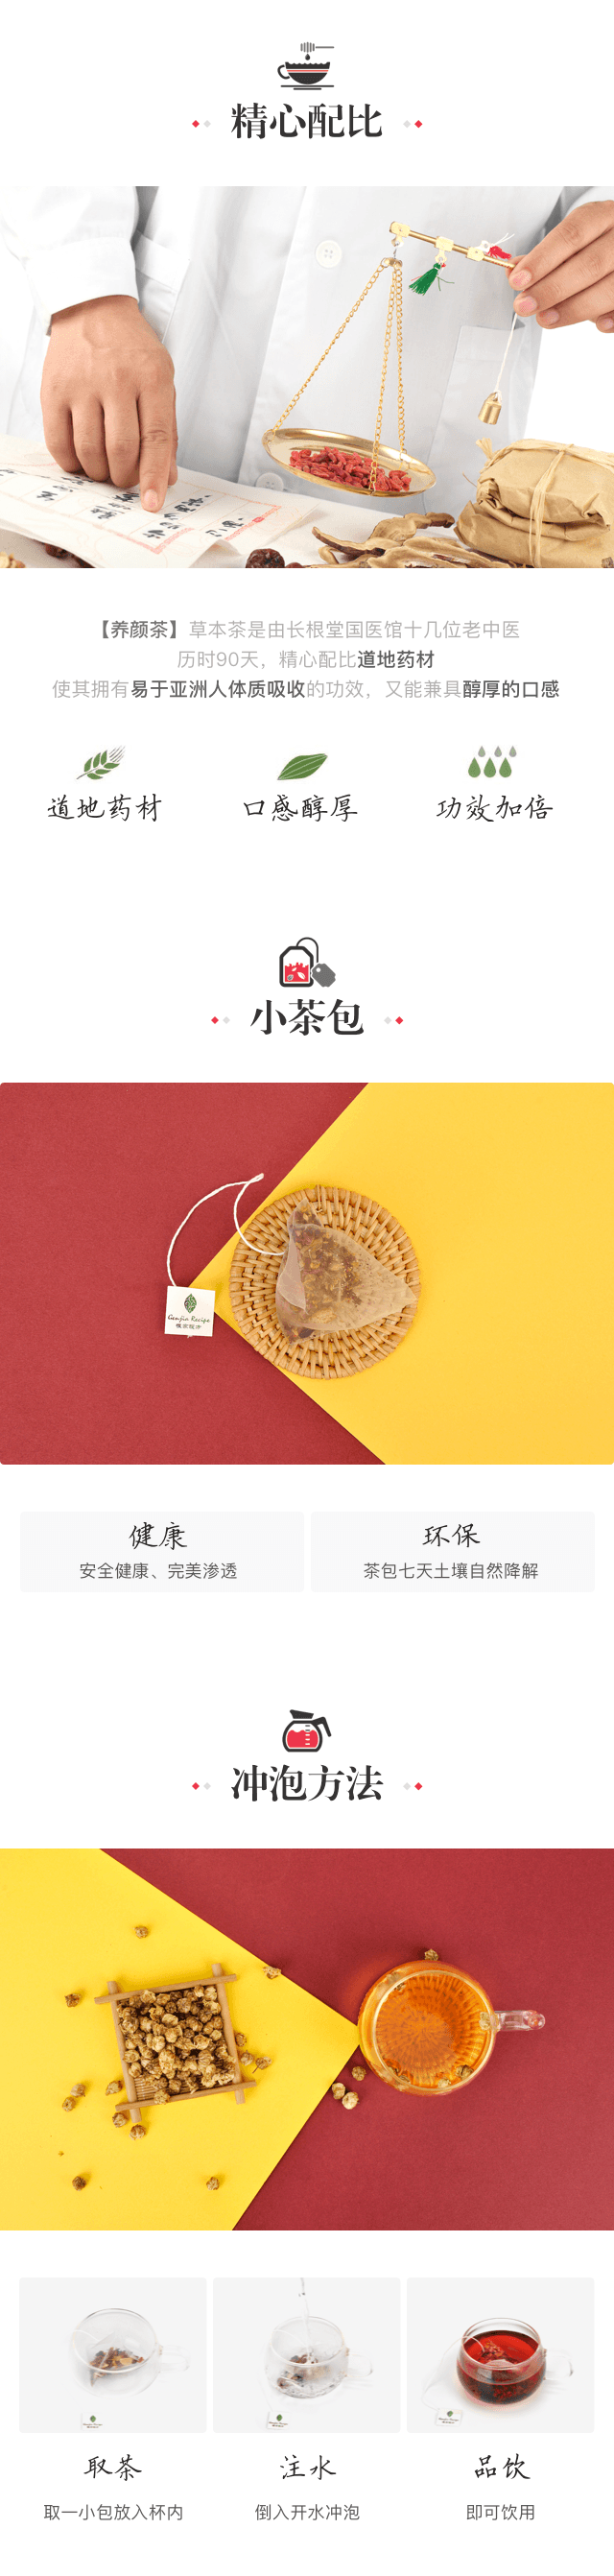 精心配比
【养颜茶】草本茶是由长根堂国医馆十几位老中医
历时90天，精心配比道地药材
使其拥有易于亚洲人体质吸收的功效，又能兼具醇厚的口感
道地药材
口感醇厚
功效加倍
小茶包
Genjiu Recipe
健康
安全健康、完美渗透
环保
茶包七天土壤自然降解
冲泡方法
取茶
取一小包放入杯内
注水
倒入开水冲泡
品饮
即可饮用